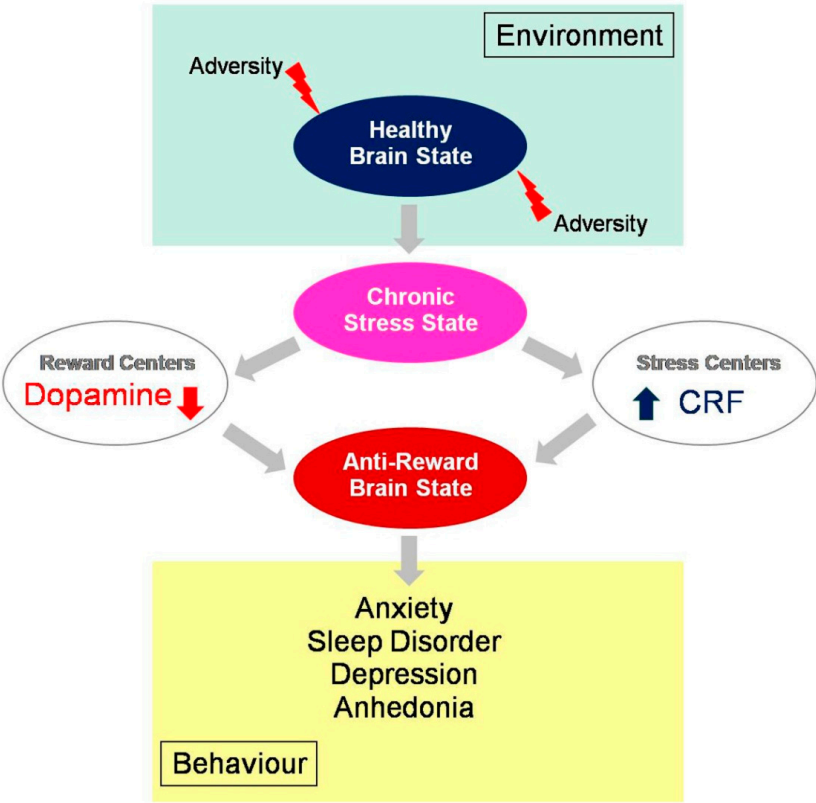 Environment
Adversity
Healthy
Brain State
Adversity
Chronic
Stress State
Reward Centers
Dopamine
Stress Centers
CRF
Anti-Reward
Brain State
Anxiety
Sleep Disorder
Depression
Anhedonia
Behaviour